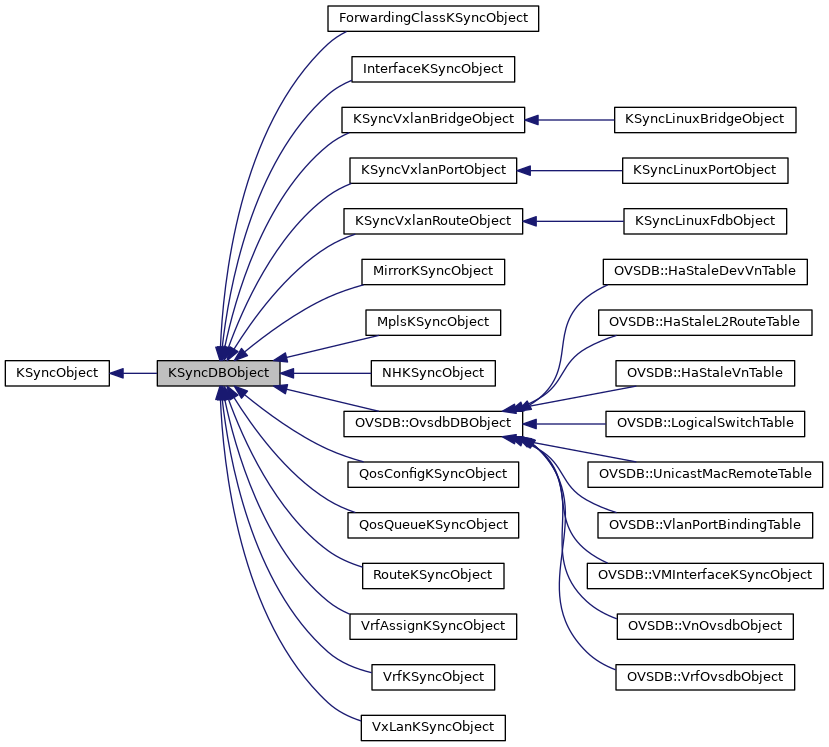 ForwardingClassKSyncObject
InterfaceKSyncObject
KSyncVxlanBridgeObject
KSyncLinuxBridgeObject
KSyncVxlanPortObject
KSyncLinuxPortObject
KSyncVxlanRouteObject
KSyncLinuxFdbObject
MirrorKSyncObject
OVSDB::HaStaleDevVnTable
MplsKSyncObject
OVSDB::HaStaleL2RouteTable
KSyncObject
KSyncDBObject
NHKSyncObject
OVSDB::HaStaleVnTable
OVSDB::OvsdbDBObject
OVSDB::LogicalSwitchTable
QosConfigKSyncObject
OVSDB::UnicastMacRemoteTable
QosQueueKSyncObject
OVSDB::VlanPortBindingTable
RouteKSyncObject
OVSDB::VMInterfaceKSyncObject
VrfAssignKSyncObject
OVSDB::VnOvsdbObject
VrfKSyncObject
OVSDB::VrfOvsdbObject
VxLanKSyncObject